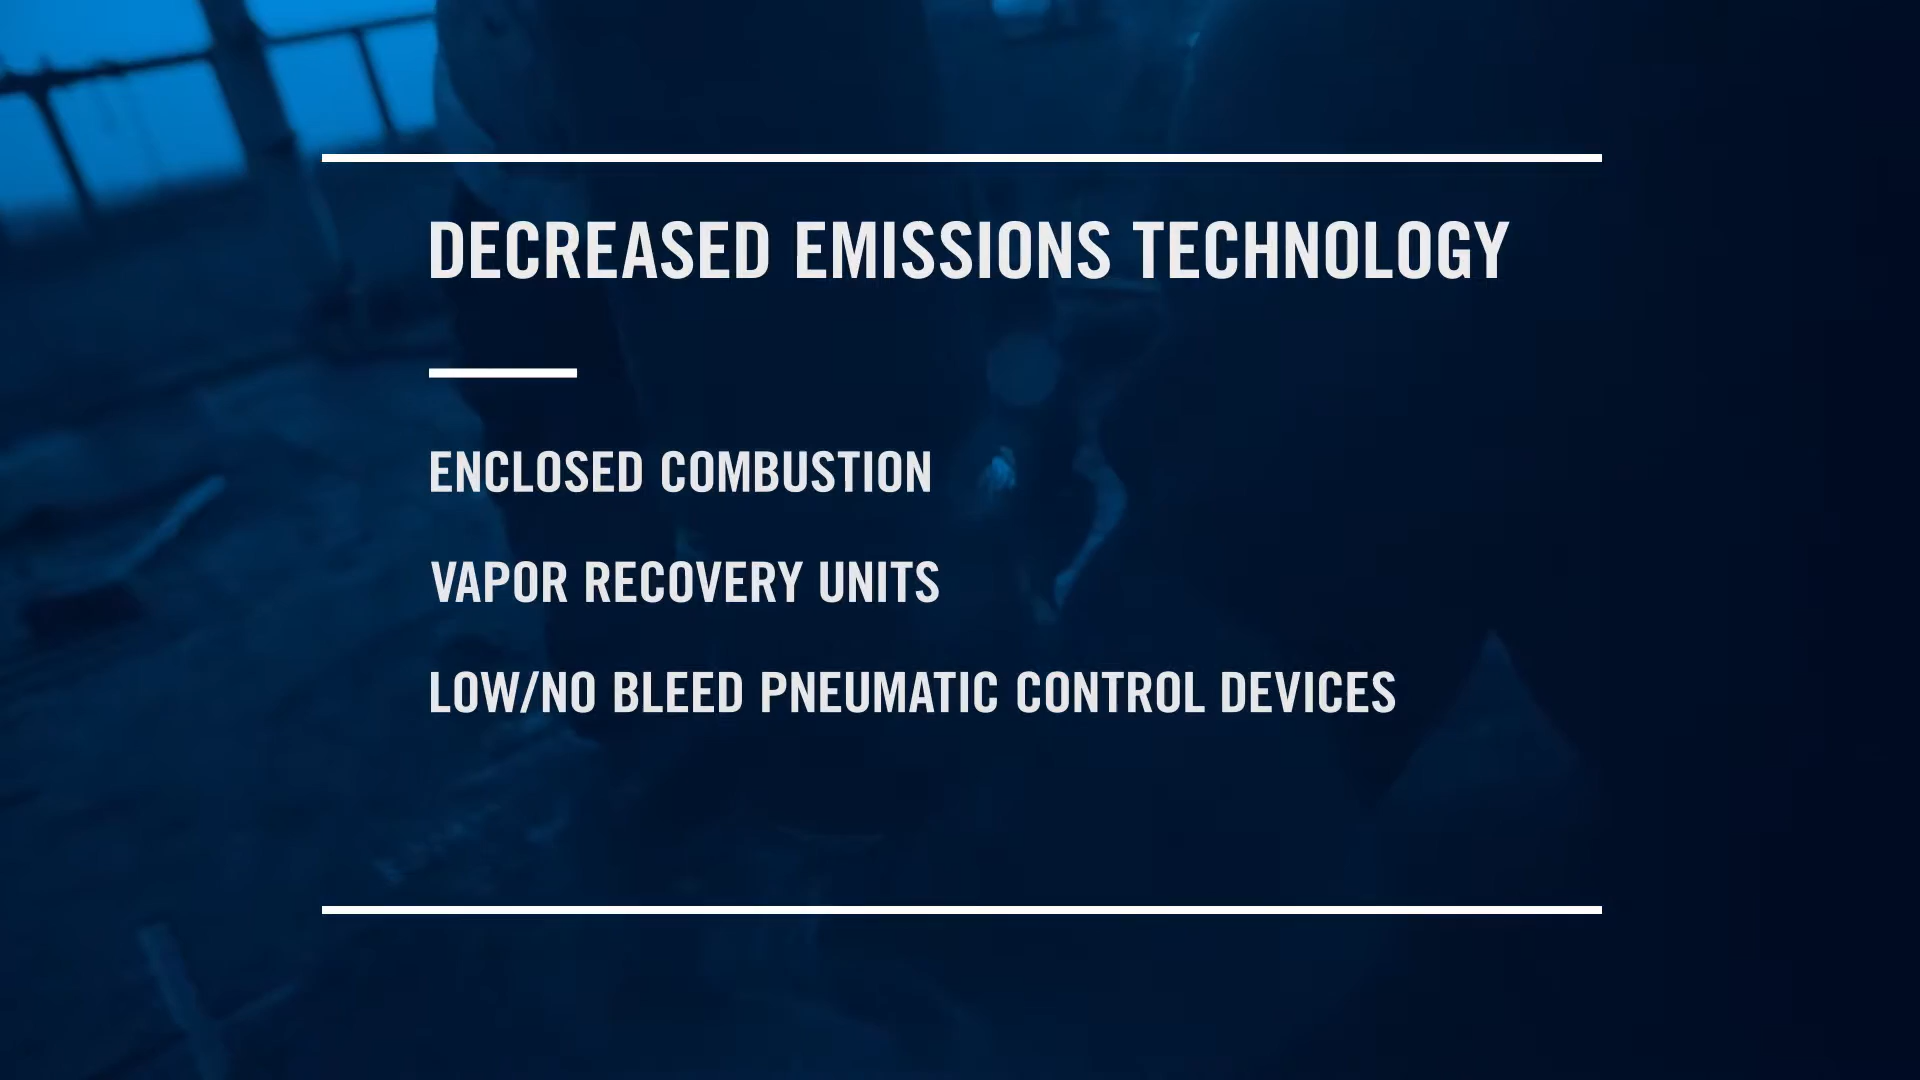 DECREASED EMISSIONS TECHNOLOGY
ENCLOSED COMBUSTION
VAPOR RECOVERY UNITS
LOW/NO BLEED PNEUMATIC CONTROL DEVICES